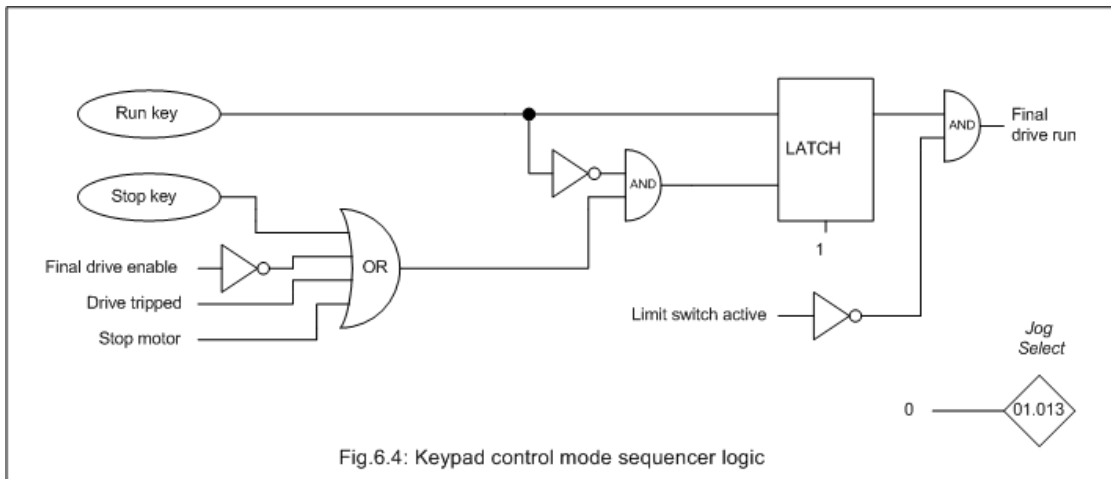 Run key
Stop key
Final drive enable
Drive tripped
Stop motor
OR
AND
LATCH
1
AND
Final
drive run
Limit switch active
Jog
Select
0
01.013
Fig.6.4: Keypad control mode sequencer logic